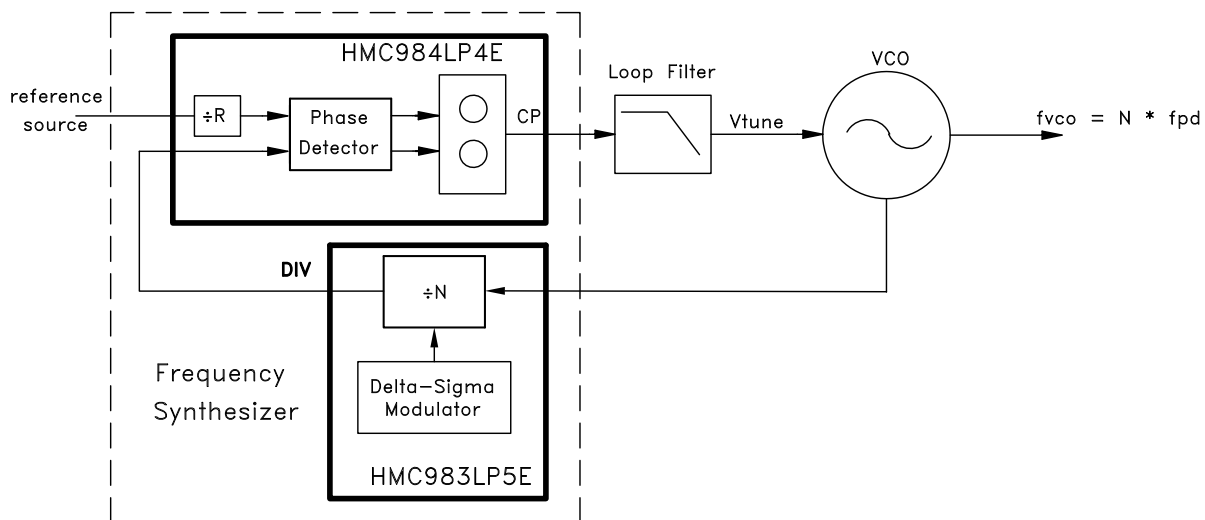 HMC984LP4E
reference
source
÷R
Phase
Detector
CP
Loop Filter
Vtune
VCO
fvco = N * fpd
DIV
÷N
Delta-Sigma
Modulator
Frequency
Synthesizer
HMC983LP5E